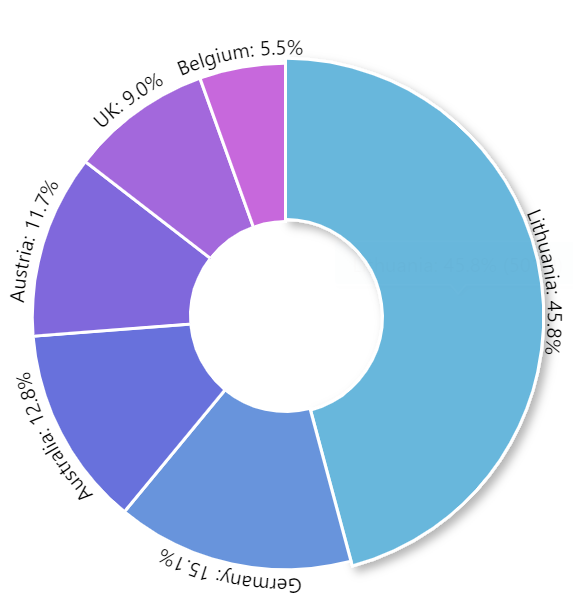 Lithuania: 45.8%
Germany: 15.1%
Australia: 12.8%
Austria: 11.7%
UK: 9.0%
Belgium: 5.5%